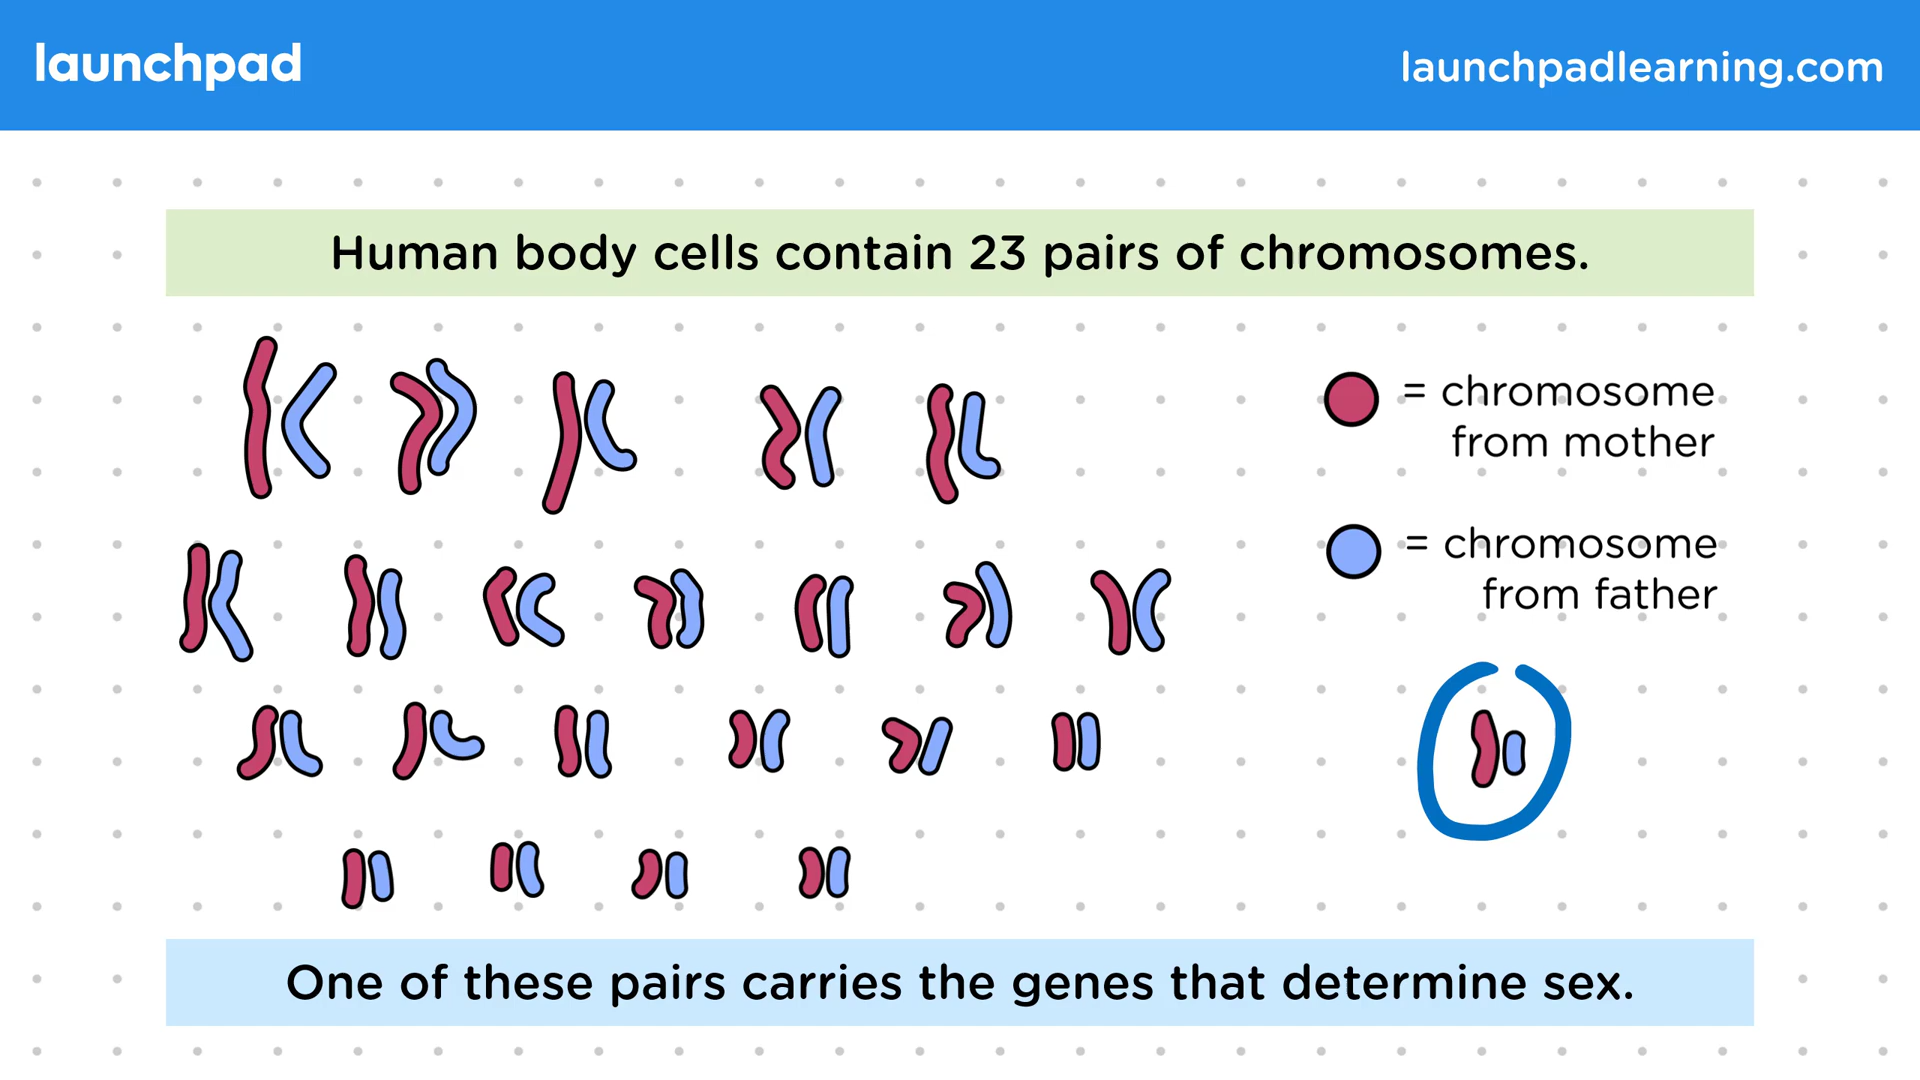 launchpad
launchpadlearning.com
Human body cells contain 23 pairs of chromosomes.
= chromosome
from mother
= chromosome
from father
One of these pairs carries the genes that determine sex.